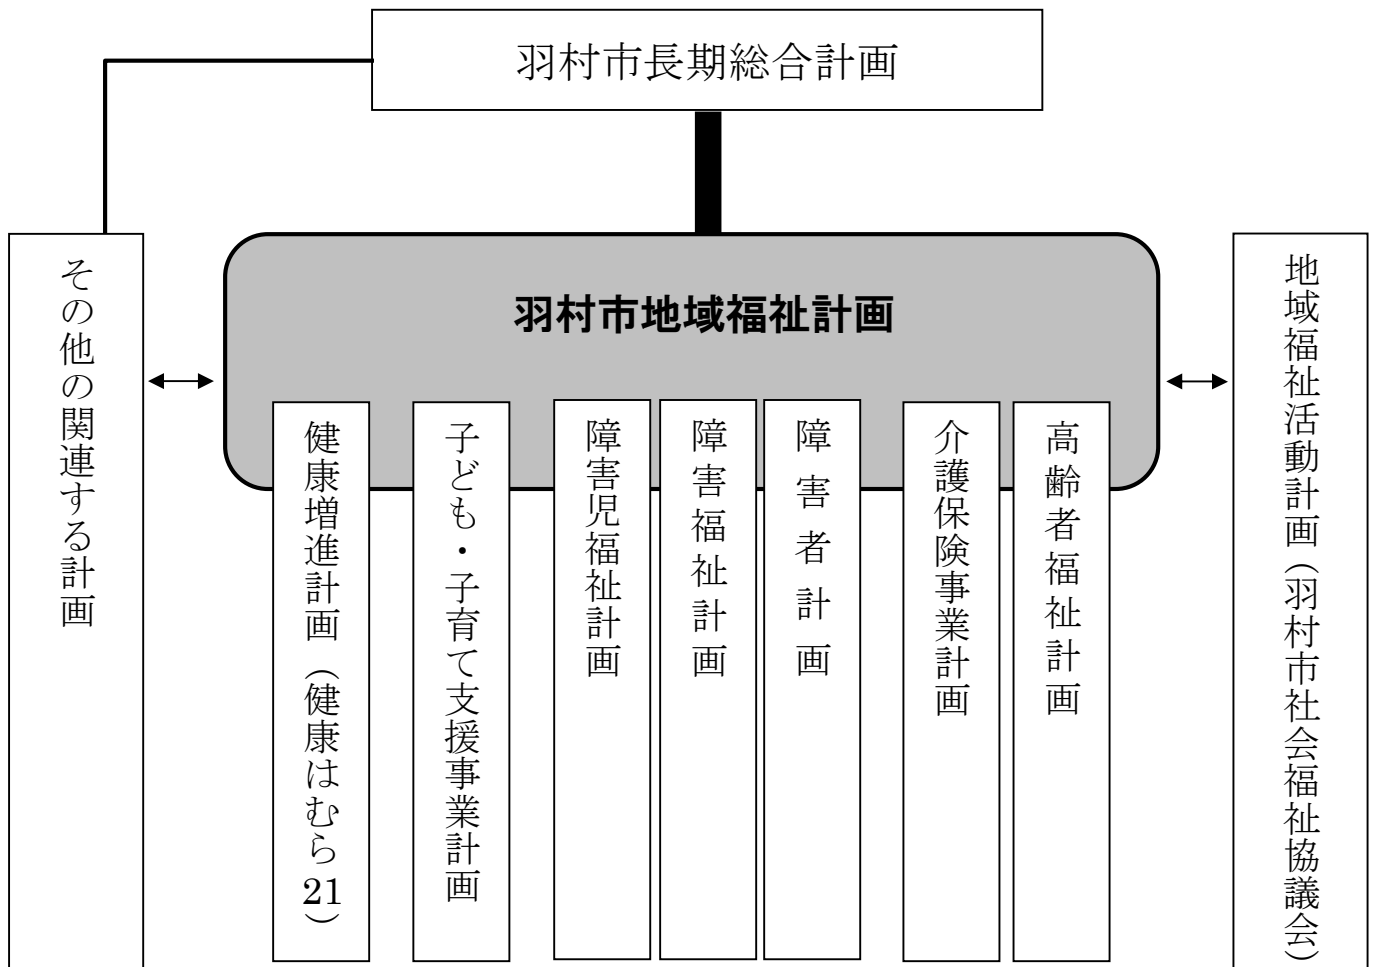 羽村市長期総合計画
羽村市地域福祉計画
地域福祉活動計画（羽村市社会福祉協議会）
高齢者福祉計画
介護保険事業計画
障害者計画
障害福祉計画
障害児福祉計画
子ども・子育て支援事業計画
健康増進計画（健康はむら21）
その他の関連する計画